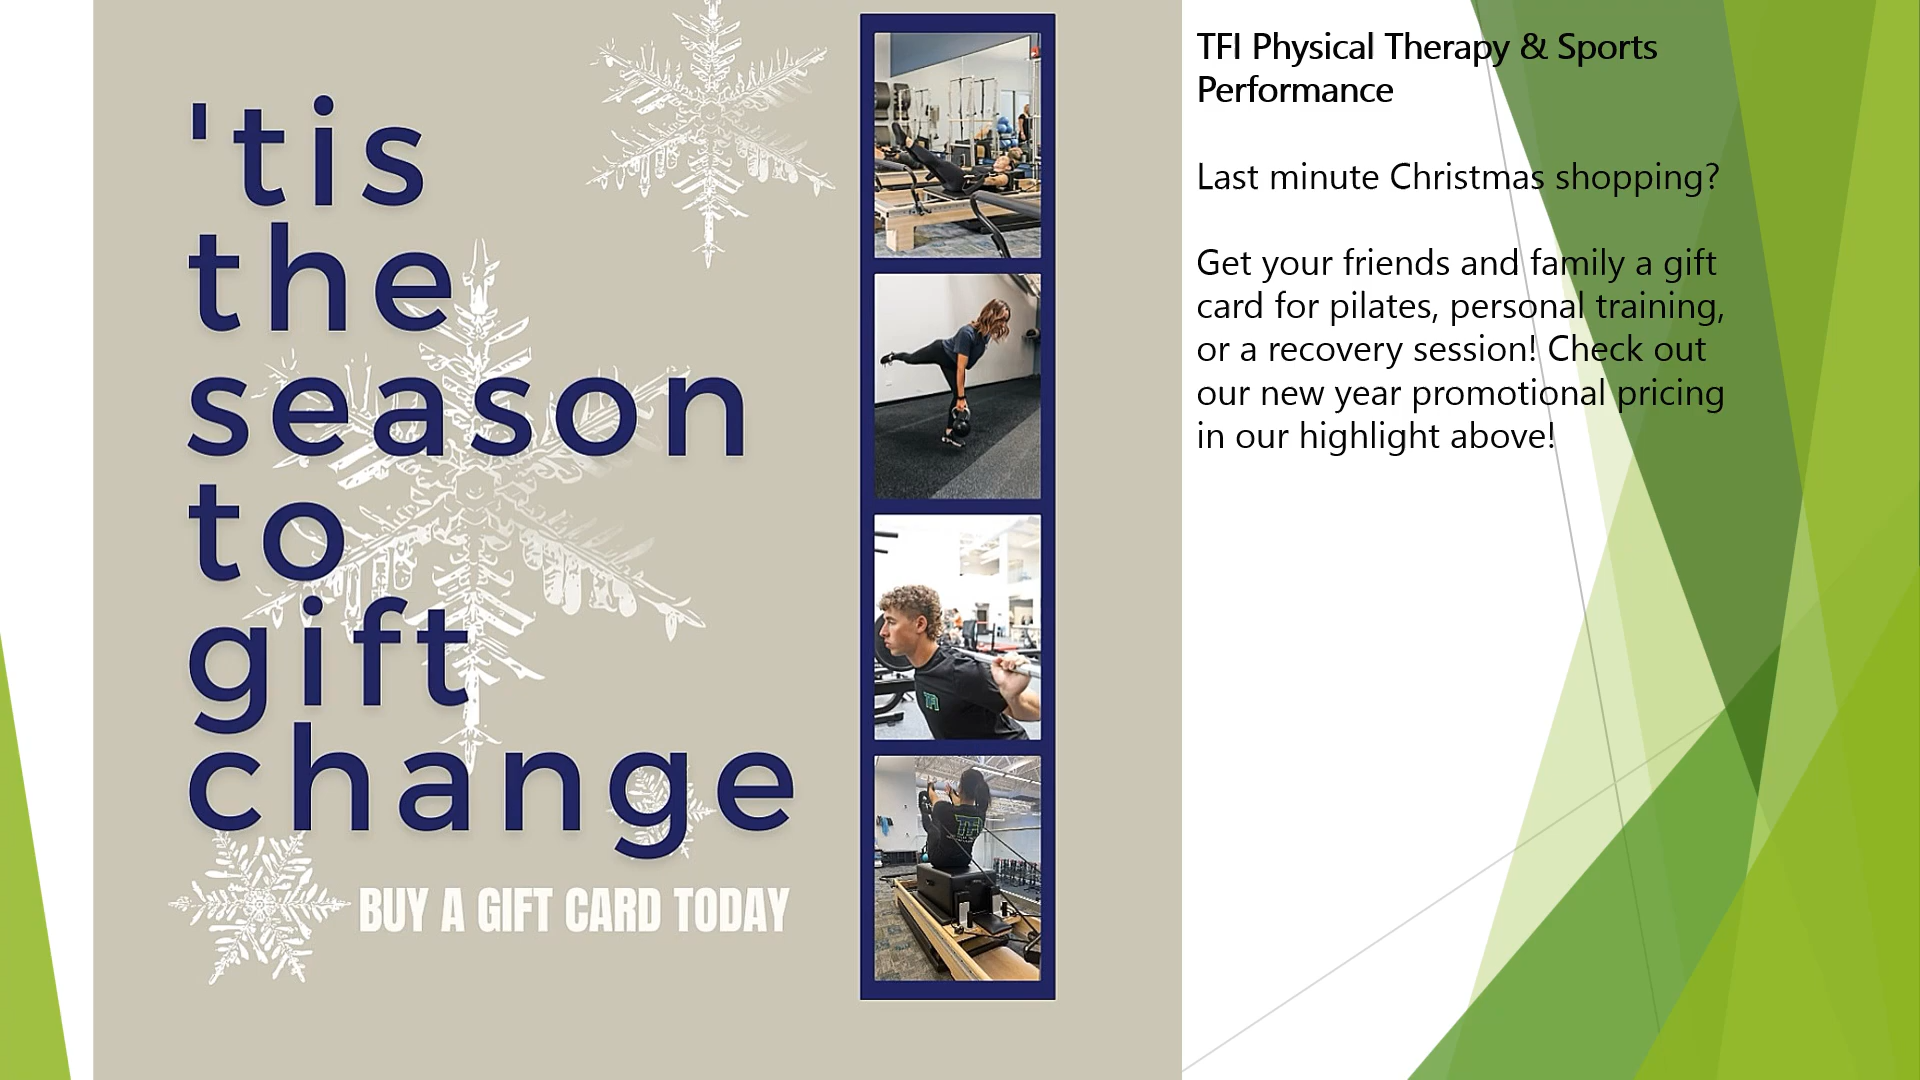 'tis
the
season
to
gift
change
BUY A GIFT CARD TODAY
TFI
TFI
TFI Physical Therapy & Sports
Performance
Last minute Christmas shopping?
Get your friends and family a gift
card for pilates, personal training,
or a recovery session! Check out
our new year promotional pricing
in our highlight above!